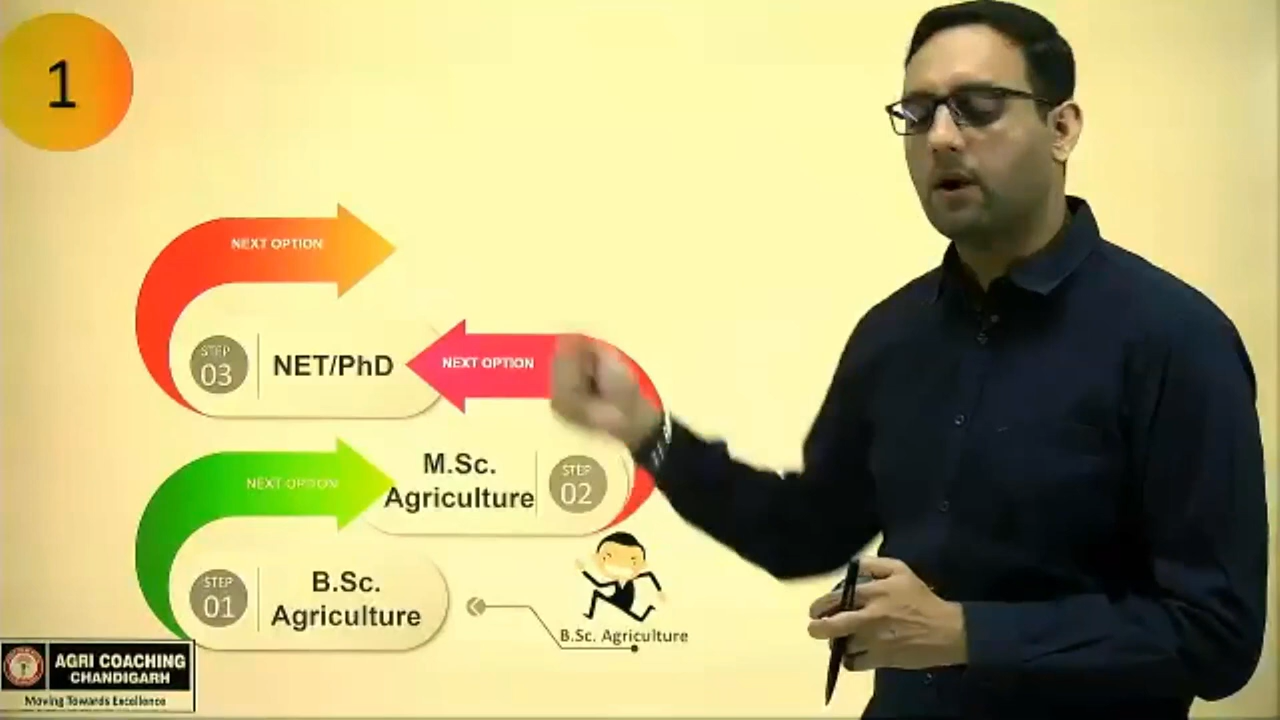 1
NEXT OPTION
STEP
03
NET/PhD
NEXT OPTION
NEXT OPTION
M.Sc.
Agriculture
STEP
02
STEP
01
B.Sc.
Agriculture
B.Sc. Agriculture
AGRI COACHING
CHANDIGARH
Moving Towards Excellence